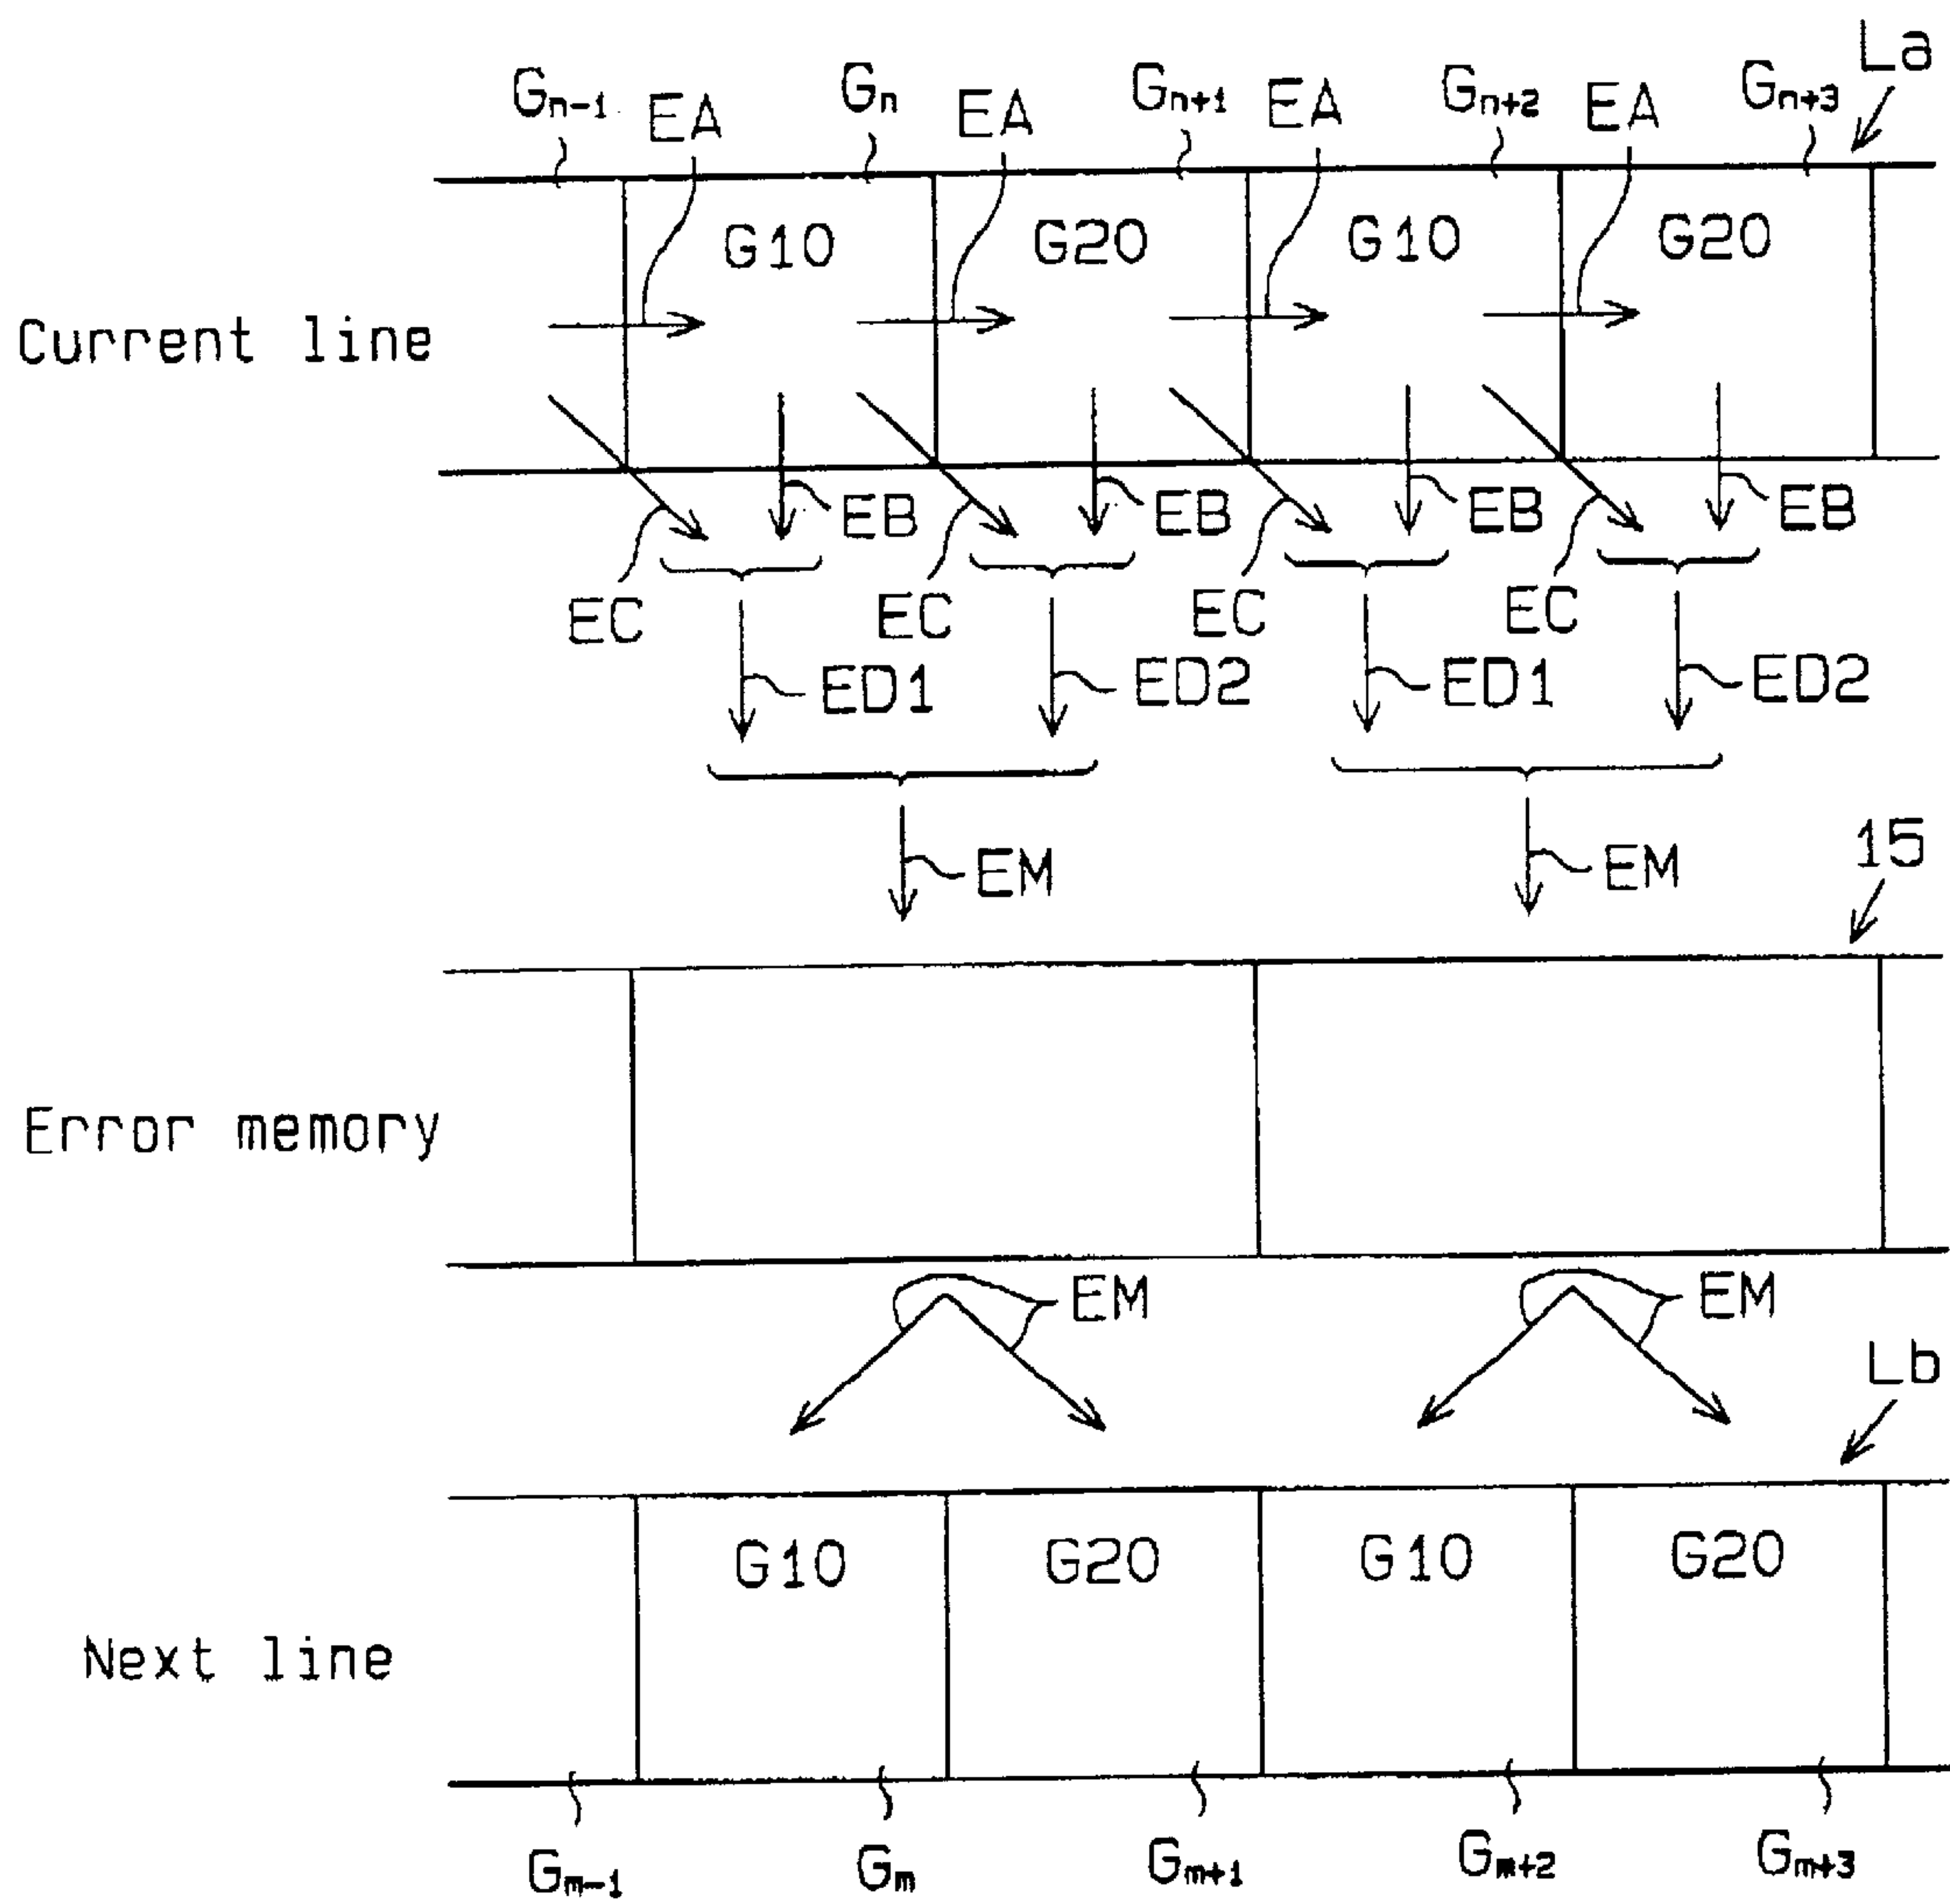 La
Gn-1 EA Gn EA Gn+1 EA Gn+2 EA Gn+3
G10 G20 G10 G20
Current line
EB EB EB EB
EC EC EC EC
ED1 ED2 ED1 ED2
EM EM
15
Error memory
EM EM
Lb
G10 G20 G10 G20
Next line
Gm-1 Gm Gm+1 Gm+2 Gm+3